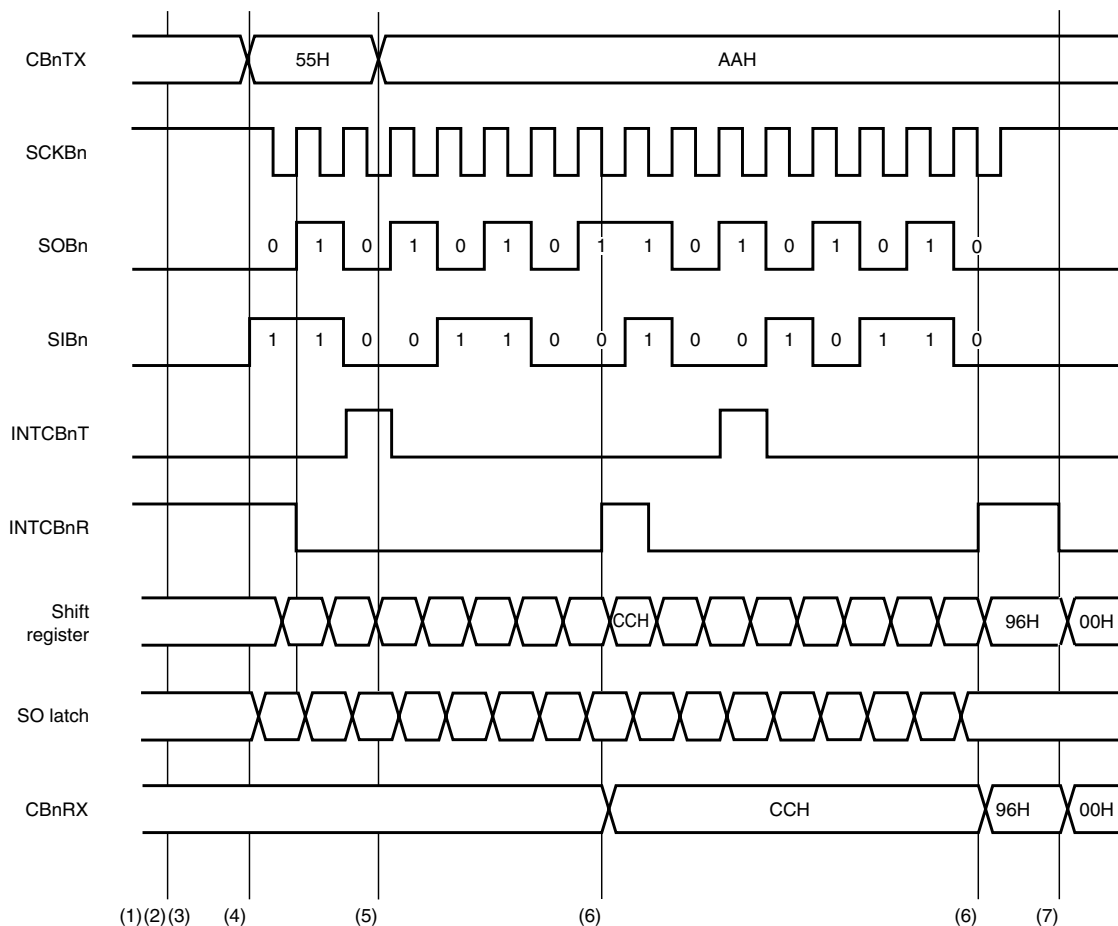 CBnTX
55H
AAH
SCKBn
SOBn
0 1 0 1 0 1 0 1 1 0 1 0 1 0 1 0
SIBn
1 1 0 0 1 1 0 0 1 0 0 1 0 1 1 0
INTCBnT
INTCBnR
Shift
register
CCH
96H
00H
SO latch
CBnRX
CCH
96H
00H
(1)(2)(3) (4) (5) (6) (6) (7)